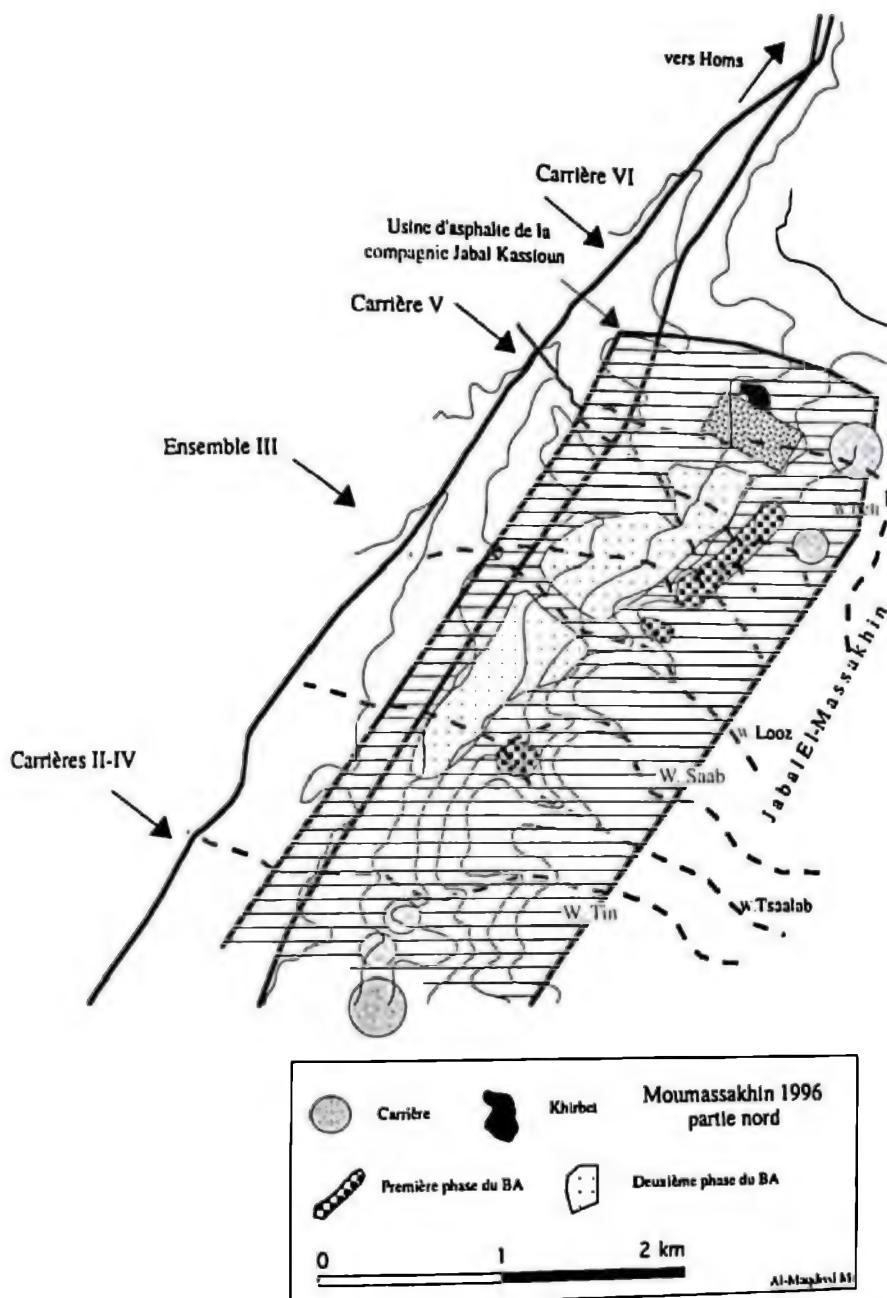 vers Homs
Carrière VI
Usine d'asphalte de la
compagnie Jabal Kassioun
Carrière V
Ensemble III
Jabal El-Massakhin
W. Looz
Carrières II-IV
W. Saab
W. Tsaalab
W. Tin
Carrière
Khirbet
Moumassakhin 1996
partie nord
Première phase du BA
Deuxième phase du BA
0 1 2 km